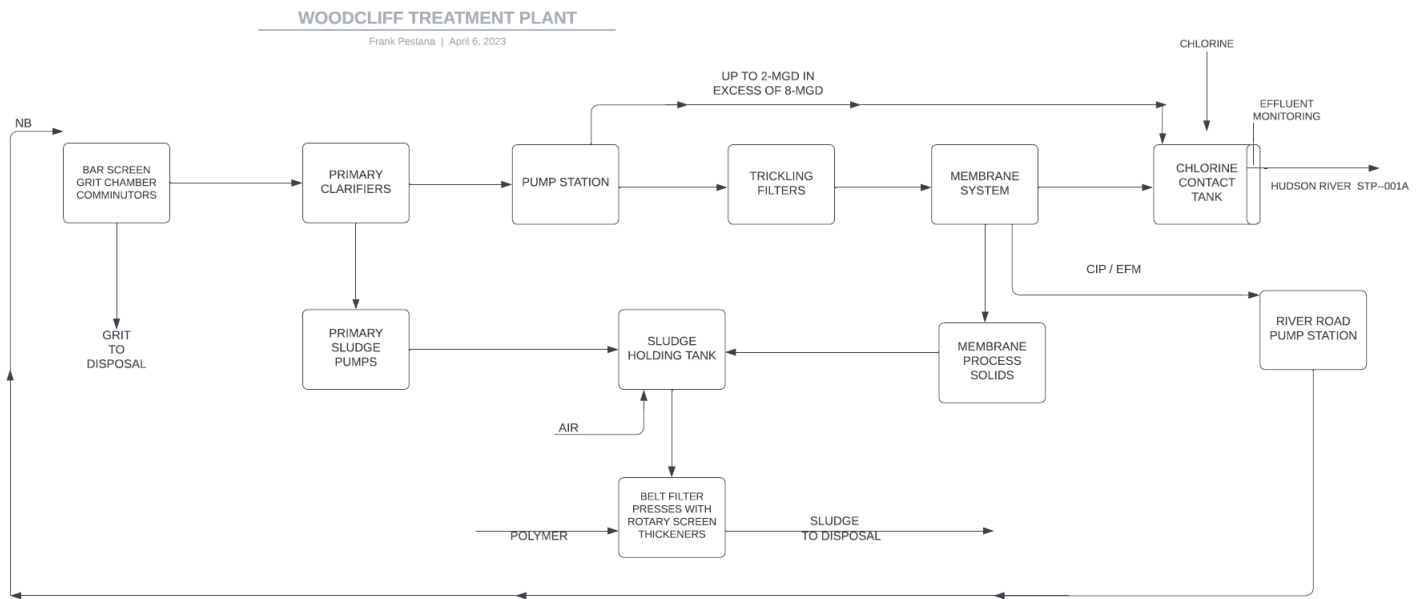 WOODCLIFF TREATMENT PLANT
Frank Pestana | April 6, 2023
CHLORINE
UP TO 2-MGD IN
EXCESS OF 8-MGD
EFFLUENT
MONITORING
NB
BAR SCREEN
GRIT CHAMBER
COMMINUTORS
PRIMARY
CLARIFIERS
PUMP STATION
TRICKLING
FILTERS
MEMBRANE
SYSTEM
CHLORINE
CONTACT
TANK
HUDSON RIVER STP--001A
CIP / EFM
GRIT
TO
DISPOSAL
PRIMARY
SLUDGE
PUMPS
SLUDGE
HOLDING TANK
MEMBRANE
PROCESS
SOLIDS
RIVER ROAD
PUMP STATION
AIR
BELT FILTER
PRESSES WITH
ROTARY SCREEN
THICKENERS
POLYMER
SLUDGE
TO DISPOSAL